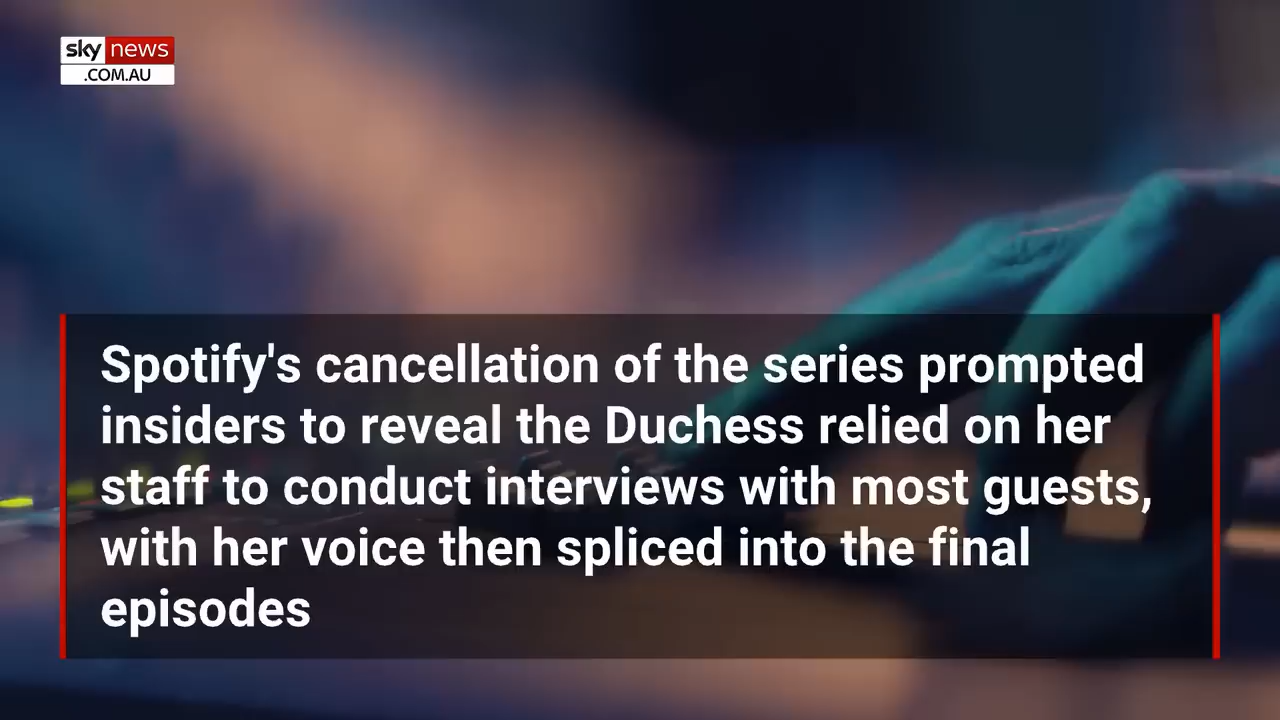 sky news
.COM.AU
Spotify's cancellation of the series prompted
insiders to reveal the Duchess relied on her
staff to conduct interviews with most guests,
with her voice then spliced into the final
episodes